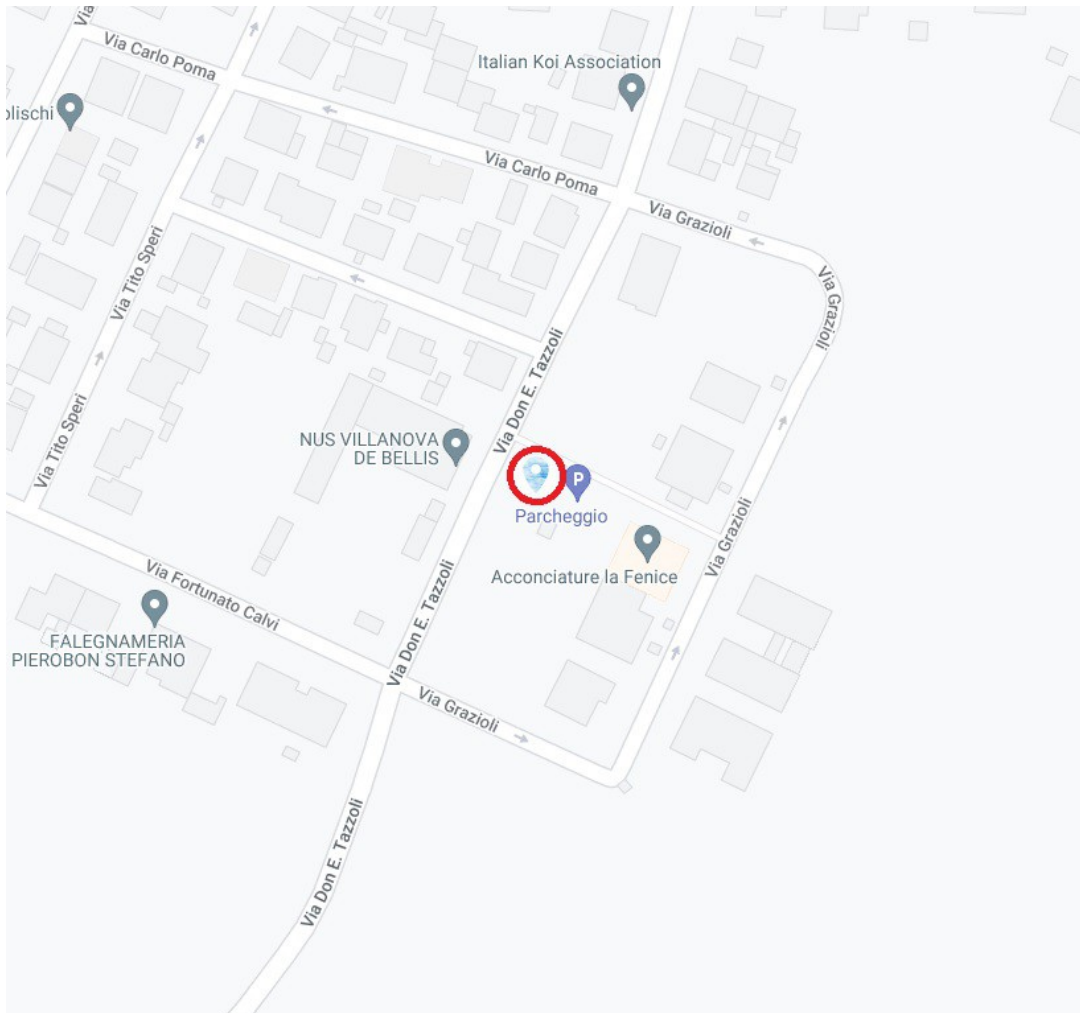 Via
Via Carlo Poma
Italian Koi Association
olischi
Via Carlo Poma
Via Grazioli
Via Tito Speri
Via Grazioli
Via Don E. Tazzoli
Via Tito Speri
NUS VILLANOVA
DE BELLIS
P
Parcheggio
Via Grazioli
Acconciature la Fenice
Via Fortunato Calvi
Via Don E. Tazzoli
FALEGNAMERIA
PIEROBON STEFANO
Via Grazioli
Via Don E. Tazzoli